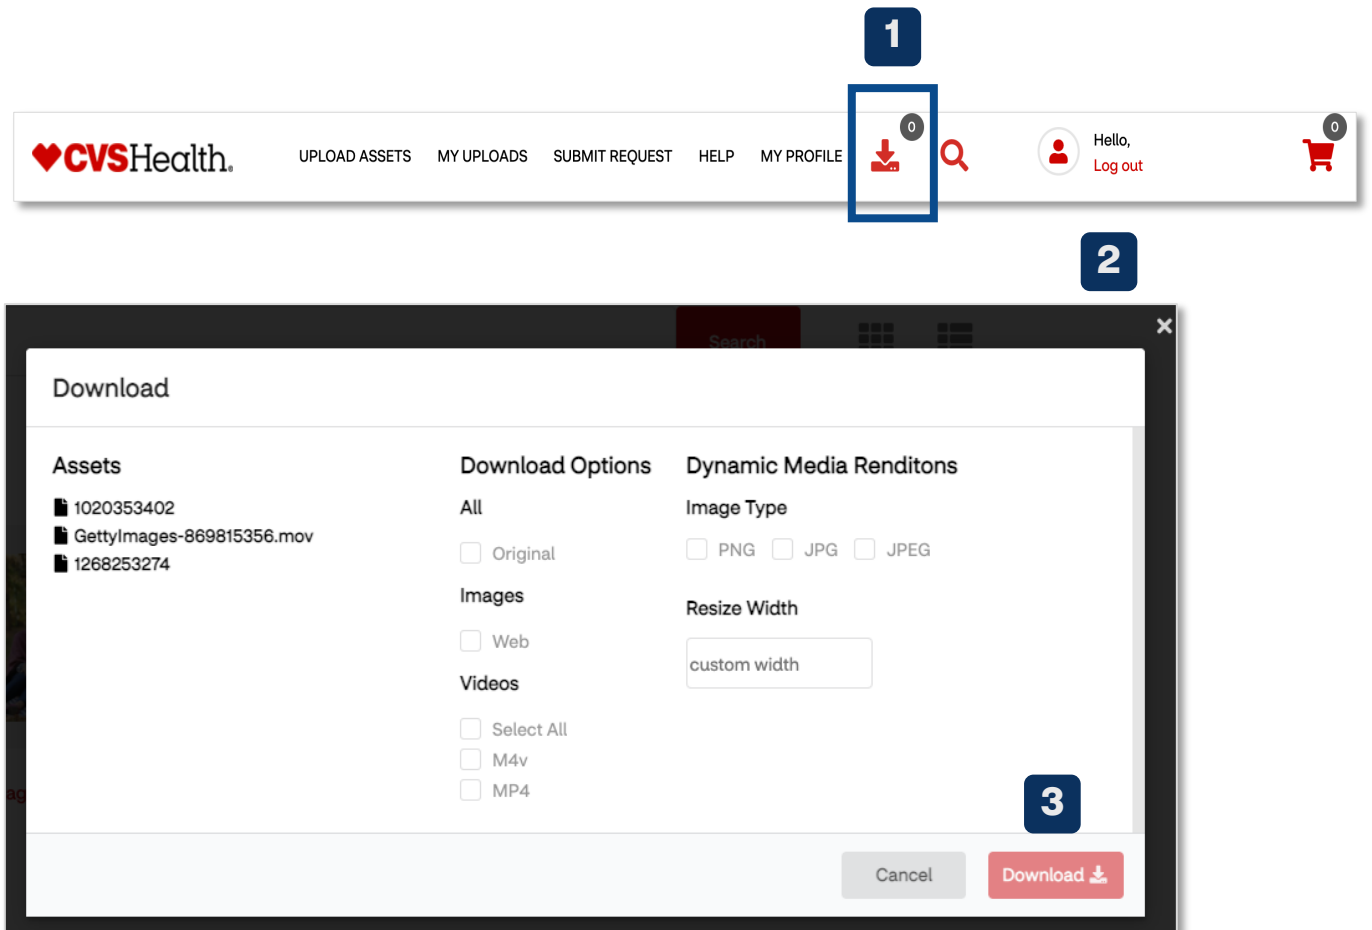 1
0
0
CVSHealth®
UPLOAD ASSETS
MY UPLOADS
SUBMIT REQUEST
HELP
MY PROFILE
Hello,
Log out
2
Search
×
Download
Assets
1020353402
GettyImages-869815356.mov
1268253274
Download Options
All
Original
Images
Web
Videos
Select All
M4v
MP4
Dynamic Media Renditons
Image Type
PNG JPG JPEG
Resize Width
custom width
ag
3
Cancel
Download